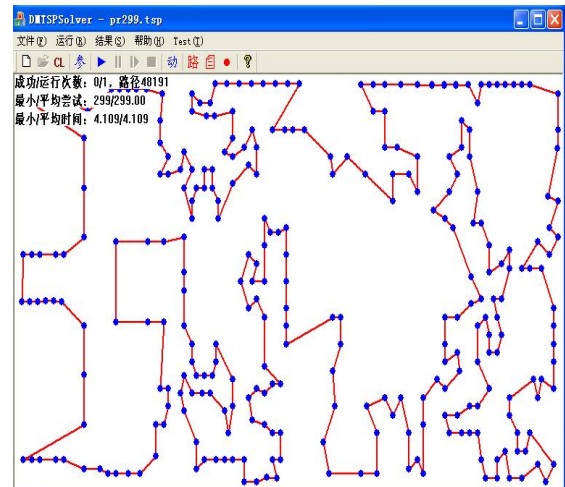 DMTSPSolver - pr299.tsp
文件(F) 运行(R) 结果(S) 帮助(H) Test(T)
CL 参 动 路
成功/运行次数：0/1，路径48191
最小/平均尝试：299/299.00
最小/平均时间：4.109/4.109